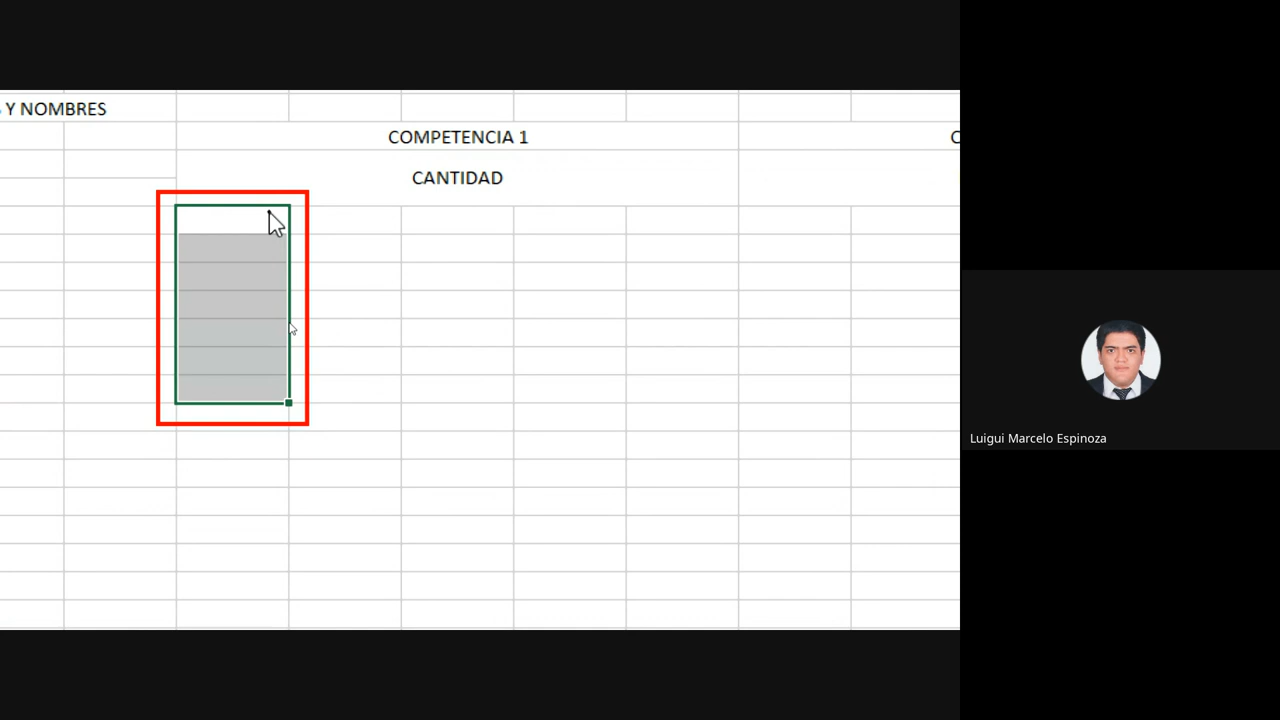 Y NOMBRES
COMPETENCIA 1
C
CANTIDAD
Luigui Marcelo Espinoza